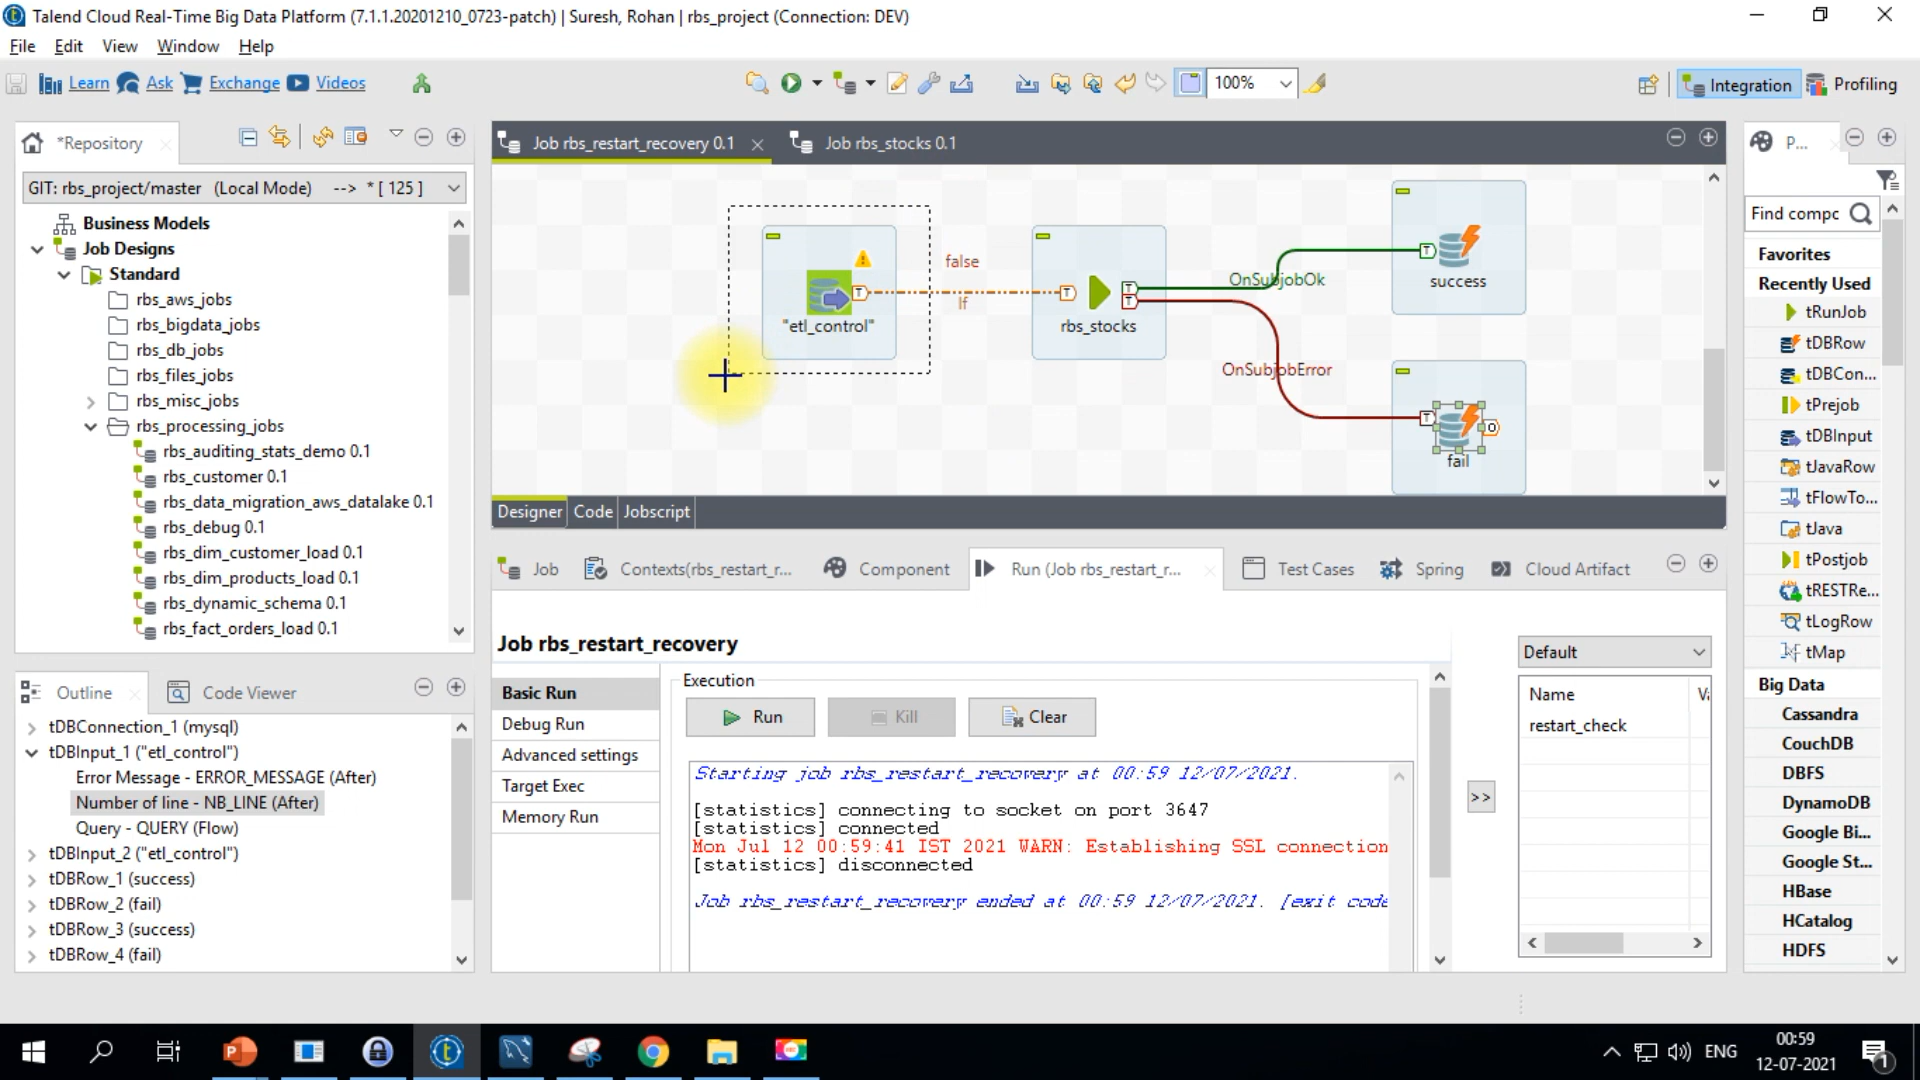 Talend Cloud Real-Time Big Data Platform (7.1.1.20201210_0723-patch) | Suresh, Rohan | rbs_project (Connection: DEV)
File Edit View Window Help
Learn Ask Exchange Videos 100% Integration Profiling
*Repository
GIT: rbs_project/master (Local Mode) --> * [ 125 ]
Business Models
Job Designs
Standard
rbs_aws_jobs
rbs_bigdata_jobs
rbs_db_jobs
rbs_files_jobs
rbs_misc_jobs
rbs_processing_jobs
rbs_auditing_stats_demo 0.1
rbs_customer 0.1
rbs_data_migration_aws_datalake 0.1
rbs_debug 0.1
rbs_dim_customer_load 0.1
rbs_dim_products_load 0.1
rbs_dynamic_schema 0.1
rbs_fact_orders_load 0.1
Outline Code Viewer
tDBConnection_1 (mysql)
tDBInput_1 ("etl_control")
Error Message - ERROR_MESSAGE (After)
Number of line - NB_LINE (After)
Query - QUERY (Flow)
tDBInput_2 ("etl_control")
tDBRow_1 (success)
tDBRow_2 (fail)
tDBRow_3 (success)
tDBRow_4 (fail)
Job rbs_restart_recovery 0.1 Job rbs_stocks 0.1
"etl_control"
false
If
rbs_stocks
OnSubjobOk
success
OnSubjobError
fail
Designer Code Jobscript
Job Contexts(rbs_restart_r... Component Run (Job rbs_restart_r... Test Cases Spring Cloud Artifact
Job rbs_restart_recovery
Basic Run
Debug Run
Advanced settings
Target Exec
Memory Run
Execution
Run Kill Clear
Starting job rbs_restart_recovery at 00:59 12/07/2021.
[statistics] connecting to socket on port 3647
[statistics] connected
Mon Jul 12 00:59:41 IST 2021 WARN: Establishing SSL connection
[statistics] disconnected
Job rbs_restart_recovery ended at 00:59 12/07/2021. [exit code
>>
Default
Name
restart_check
P...
Find compc
Favorites
Recently Used
tRunJob
tDBRow
tDBCon...
tPrejob
tDBInput
tJavaRow
tFlowTo...
tJava
tPostjob
tRESTRe...
tLogRow
tMap
Big Data
Cassandra
CouchDB
DBFS
DynamoDB
Google Bi...
Google St...
HBase
HCatalog
HDFS
ENG
00:59
12-07-2021
1